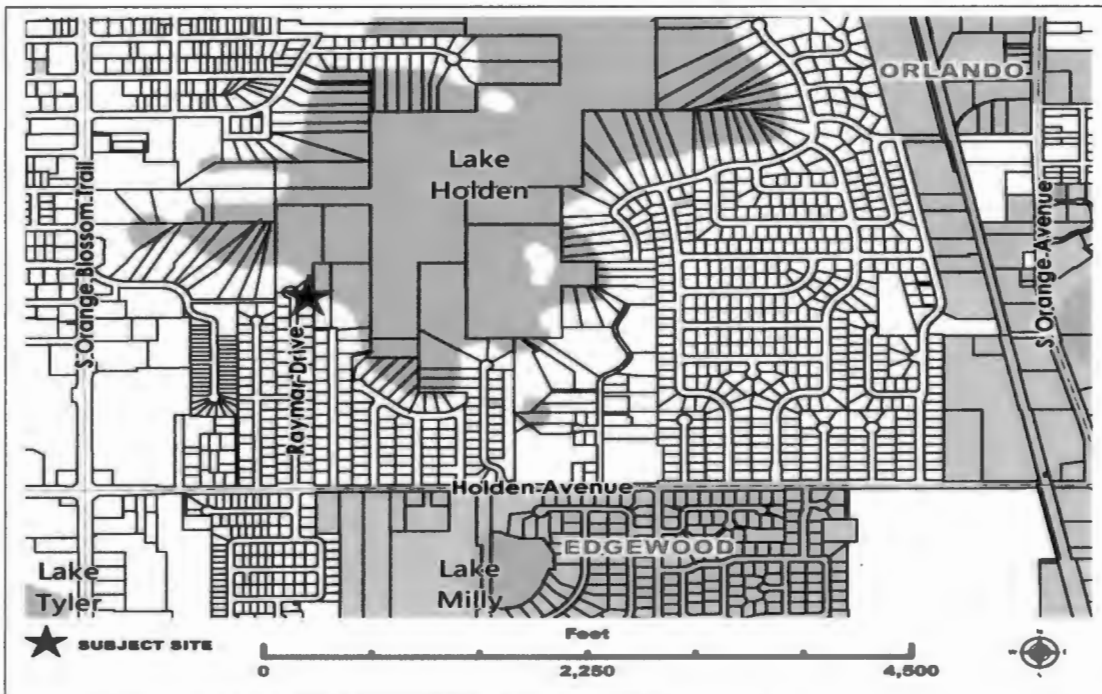 ORLANDO
Lake
Holden
S. Orange Blossom Trail
S. Orange Avenue
Raymar Drive
Holden Avenue
EDGEWOOD
Lake
Tyler
Lake
Milly
SUBJECT SITE
Feet
0 2,250 4,500
N
W E
S